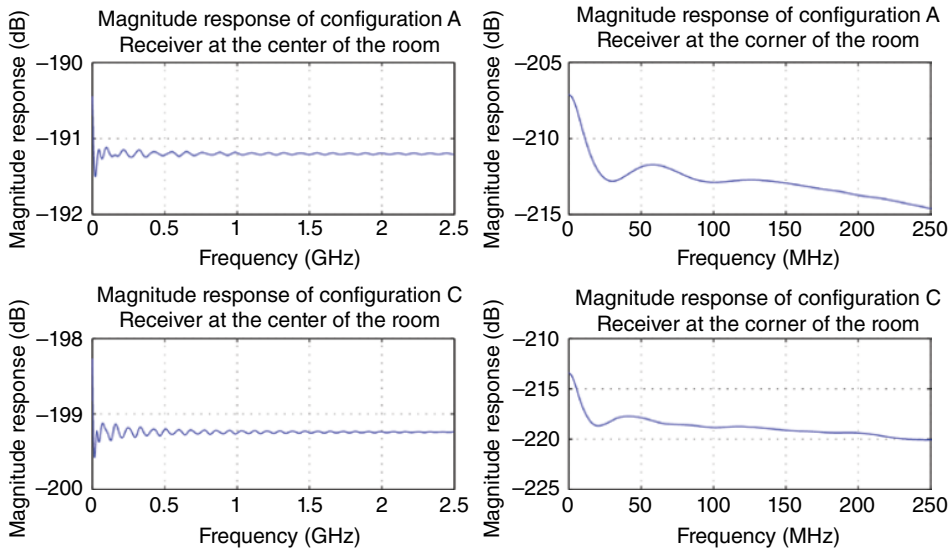 Magnitude response of configuration A
Receiver at the center of the room
Magnitude response (dB)
−190
−191
−192
0
0.5
1
1.5
2
2.5
Frequency (GHz)
Magnitude response of configuration A
Receiver at the corner of the room
Magnitude response (dB)
−205
−210
−215
0
50
100
150
200
250
Frequency (MHz)
Magnitude response of configuration C
Receiver at the center of the room
Magnitude response (dB)
−198
−199
−200
0
0.5
1
1.5
2
2.5
Frequency (GHz)
Magnitude response of configuration C
Receiver at the corner of the room
Magnitude response (dB)
−210
−215
−220
−225
0
50
100
150
200
250
Frequency (MHz)